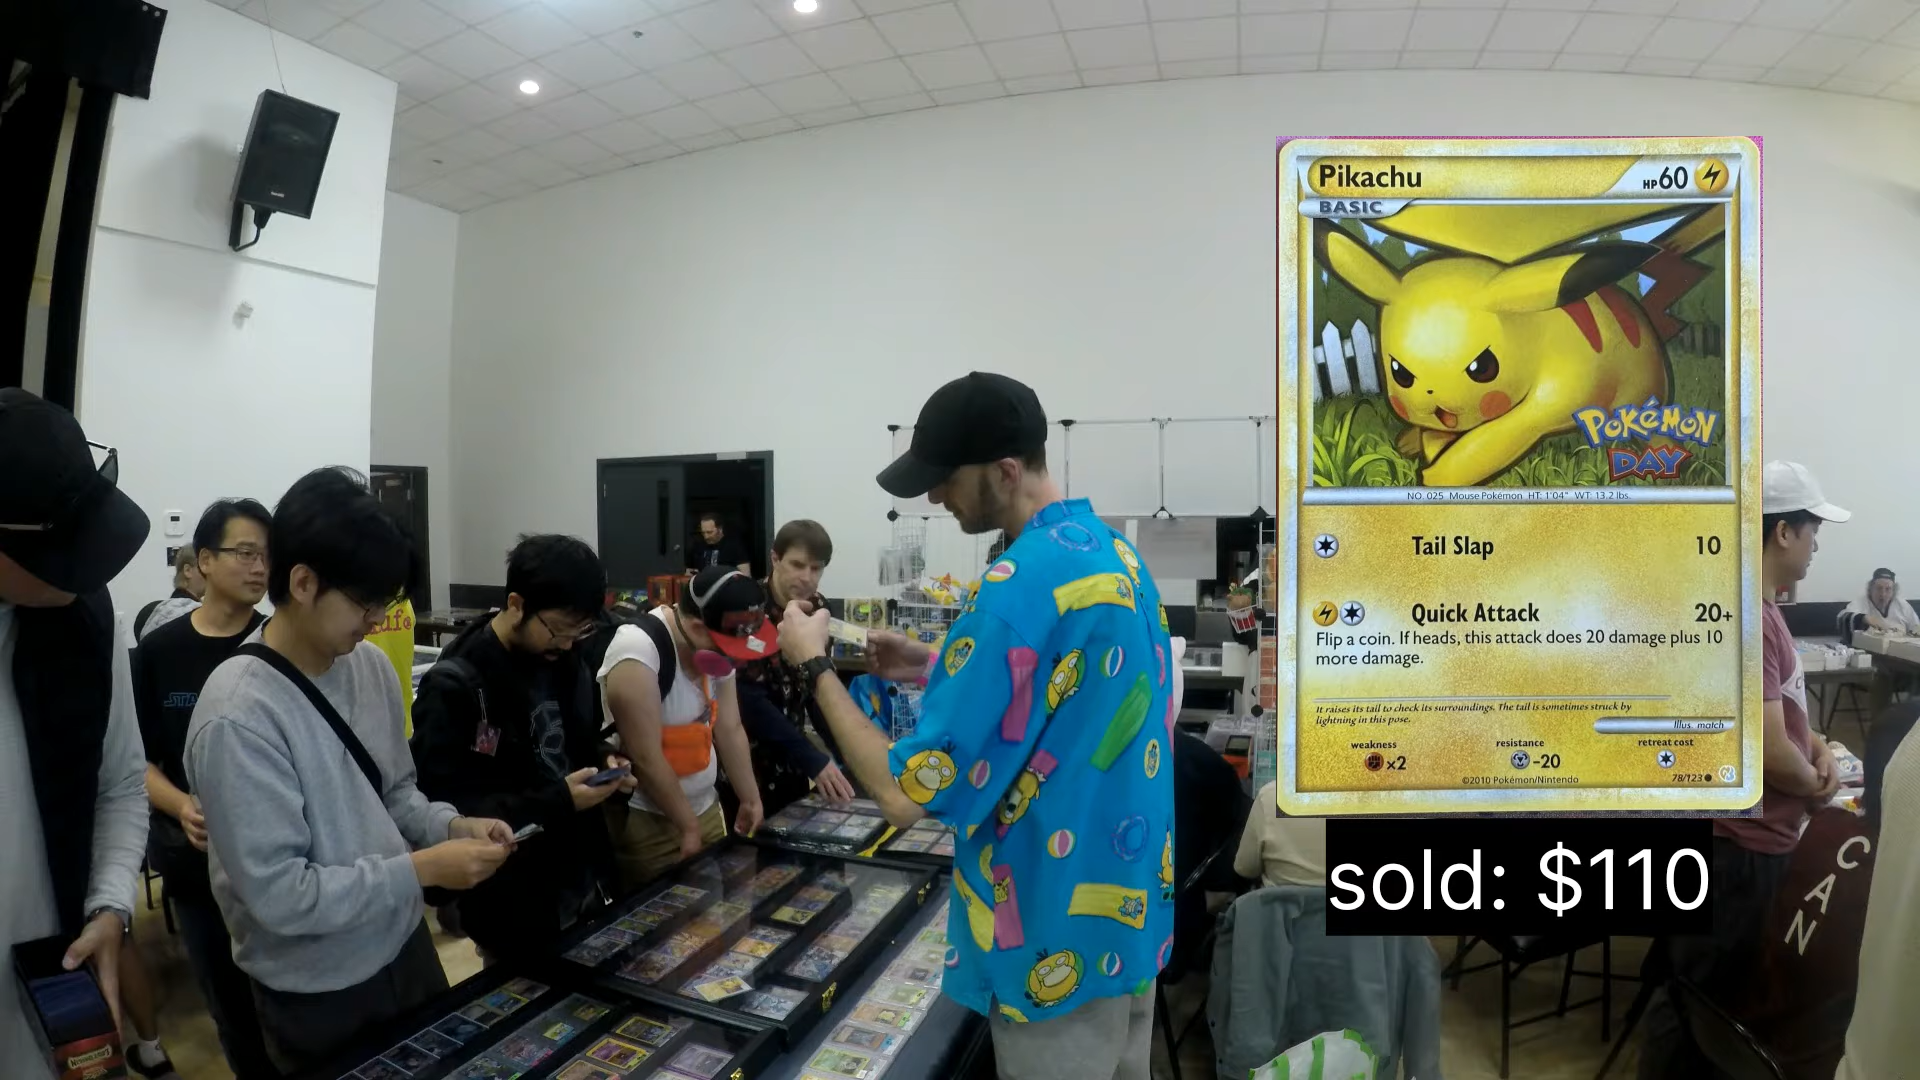 Pikachu
HP60
BASIC
POKéMON
DAY
NO. 025 Mouse Pokémon HT: 1'04" WT: 13.2 lbs.
Tail Slap 10
Quick Attack 20+
Flip a coin. If heads, this attack does 20 damage plus 10
more damage.
It raises its tail to check its surroundings. The tail is sometimes struck by
lightning in this pose.
Illus. match
weakness resistance retreat cost
×2 -20
©2010 Pokémon/Nintendo 78/123
sold: $110
CAN